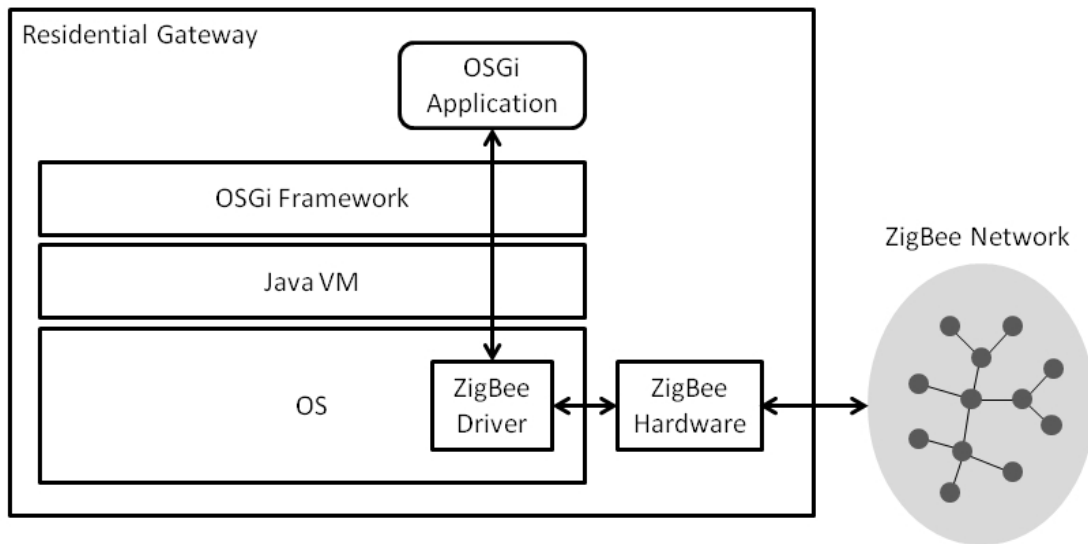 Residential Gateway
OSGi
Application
OSGi Framework
Java VM
OS
ZigBee
Driver
ZigBee
Hardware
ZigBee Network